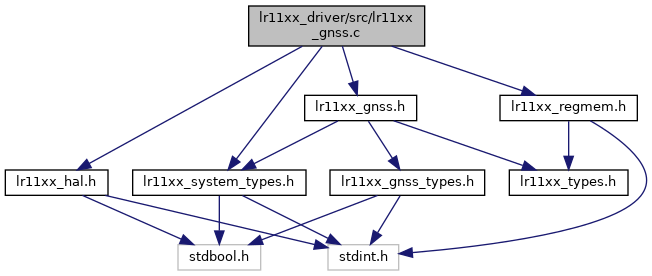 lr11xx_driver/src/lr11xx
_gnss.c
lr11xx_gnss.h
lr11xx_regmem.h
lr11xx_hal.h
lr11xx_system_types.h
lr11xx_gnss_types.h
lr11xx_types.h
stdbool.h
stdint.h